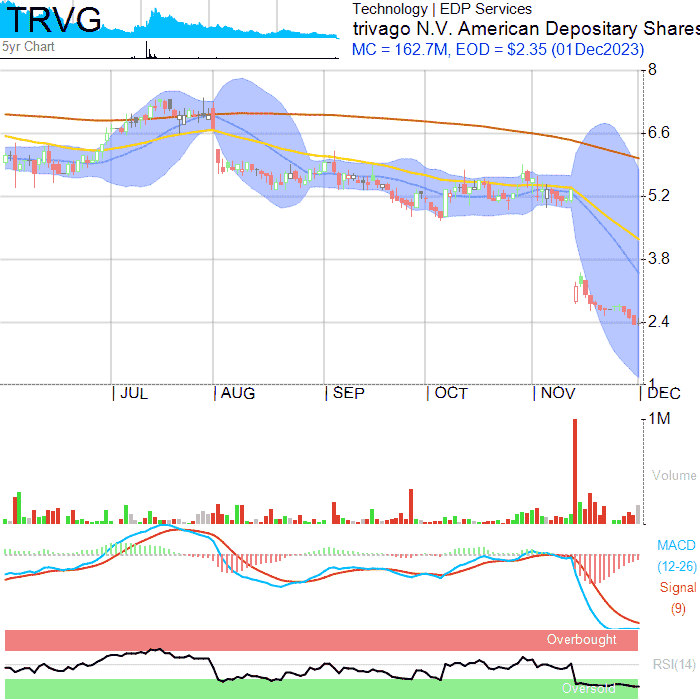 TRVG
5yr Chart
Technology | EDP Services
trivago N.V. American Depositary Shares
MC = 162.7M, EOD = $2.35 (01Dec2023)
8
6.6
5.2
3.8
2.4
1
JUL AUG SEP OCT NOV DEC
1M
Volume
MACD
(12-26)
Signal
(9)
Overbought
RSI(14)
Oversold